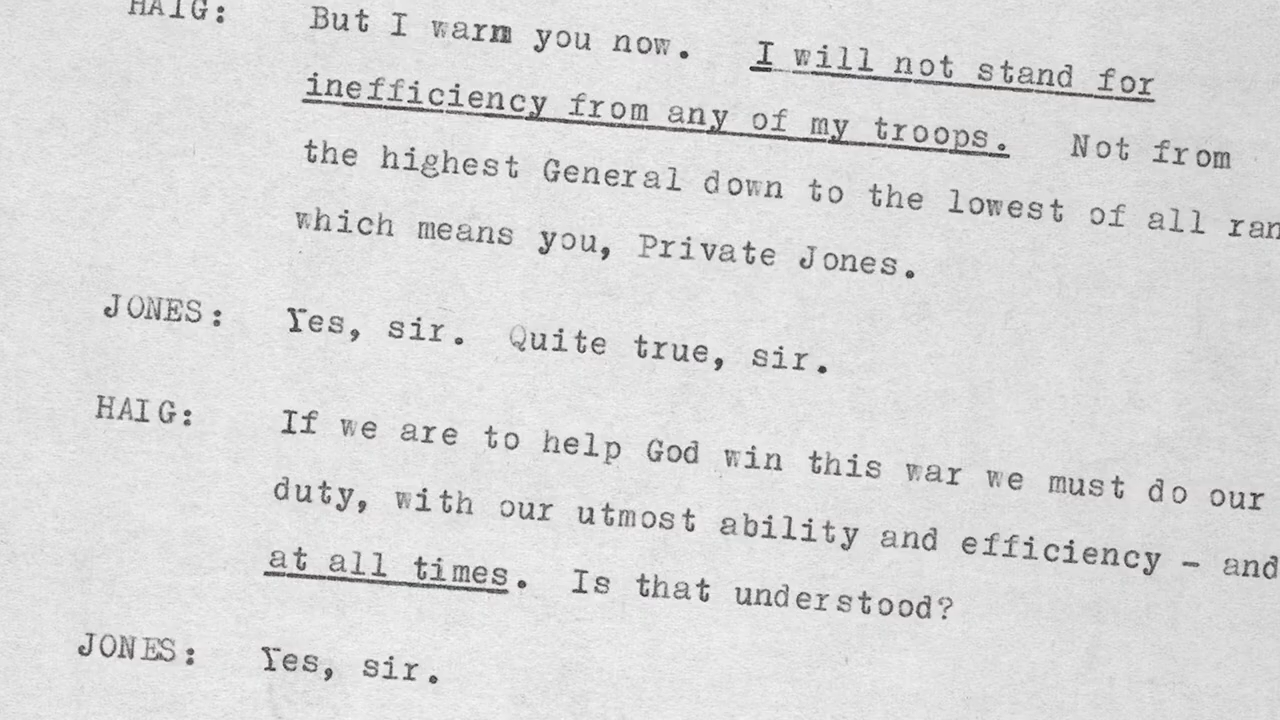 HAIG: But I warm you now. I will not stand for
inefficiency from any of my troops. Not from
the highest General down to the lowest of all
which means you, Private Jones.
JONES: Yes, sir. Quite true, sir.
HAIG: If we are to help God win this war we must do our
duty, with our utmost ability and efficiency - and
at all times. Is that understood?
JONES: Yes, sir.